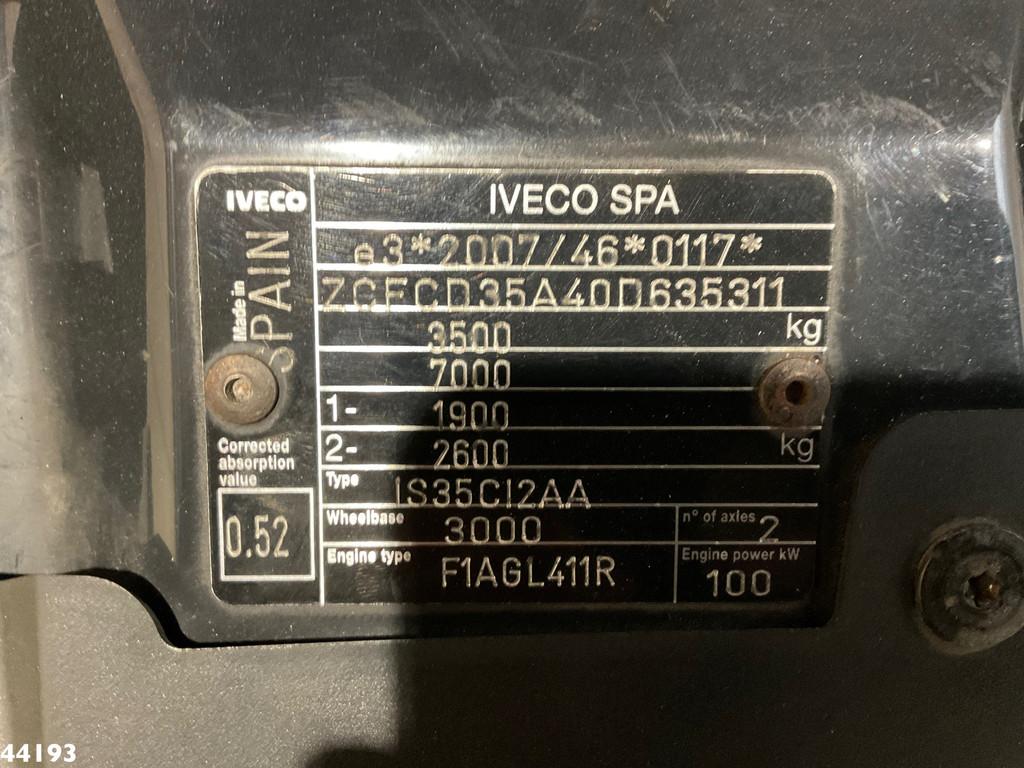 IVECO
IVECO SPA
Made in
SPAIN
e3*2007/46*0117*
ZCFCD35A40D635311
3500 kg
7000
1- 1900
2- 2600 kg
Corrected
absorption
value
0.52
Type IS35CI2AA
Wheelbase 3000
n° of axles 2
Engine type F1AGL411R
Engine power kW
100
44193